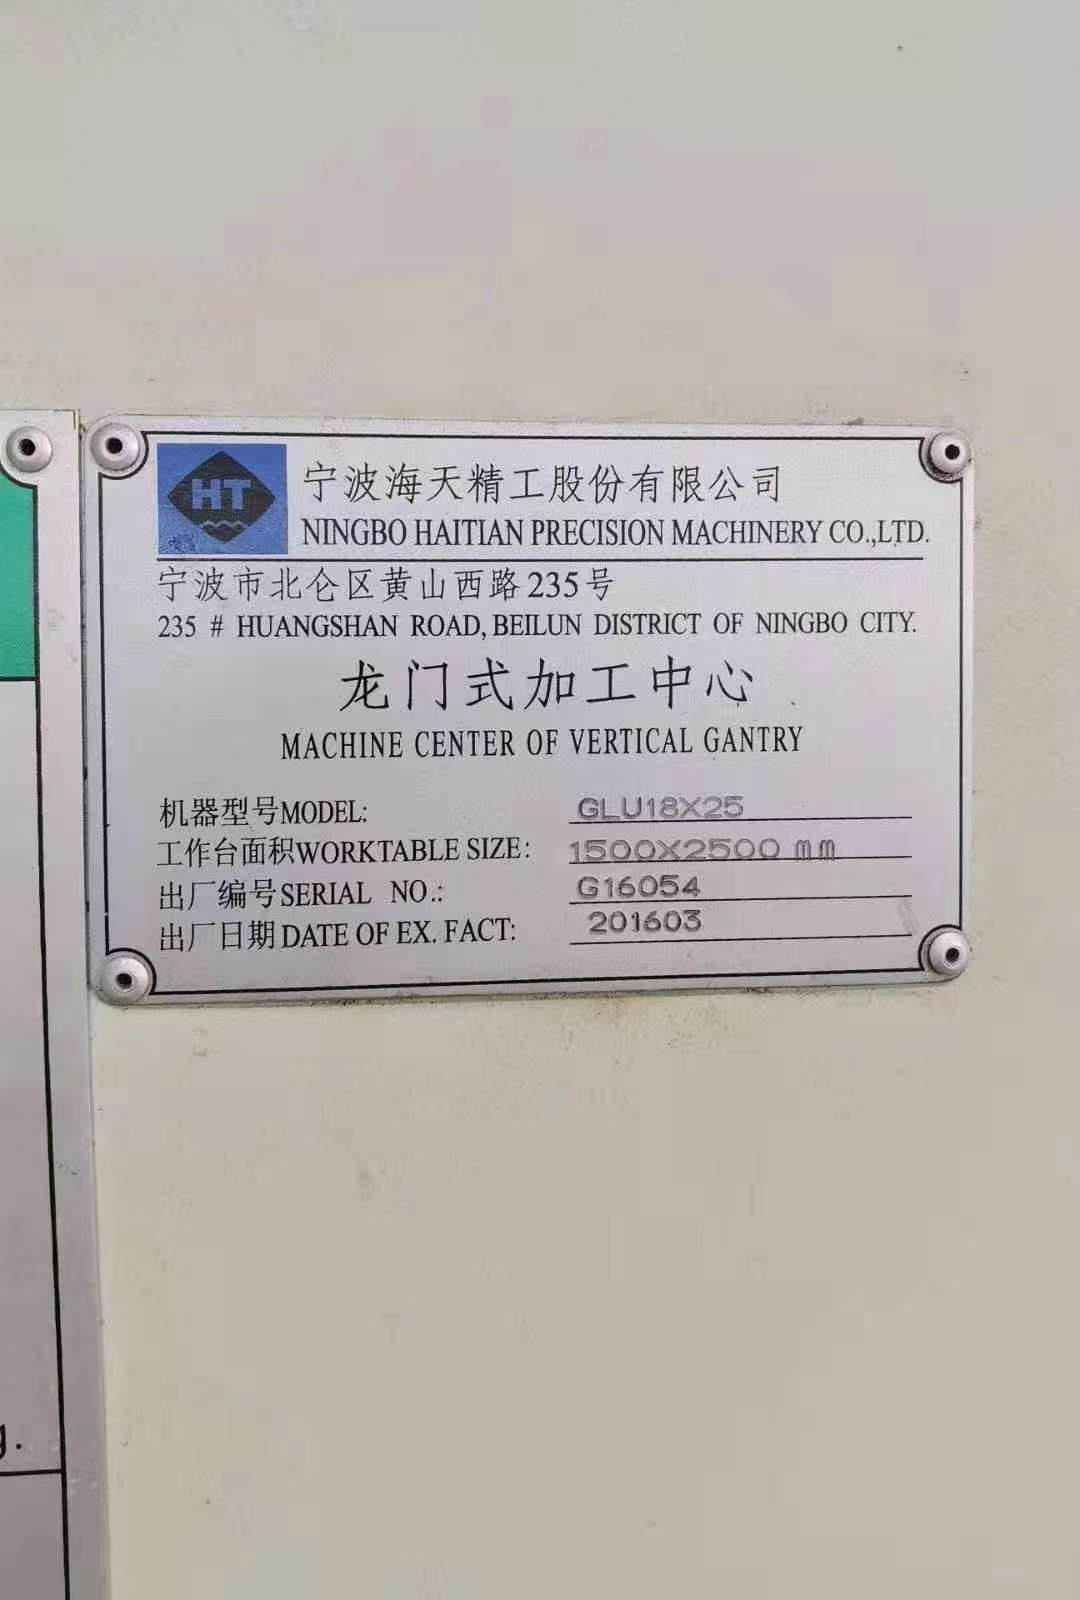 HT
宁波海天精工股份有限公司
NINGBO HAITIAN PRECISION MACHINERY CO.,LTD.
宁波市北仑区黄山西路235号
235 # HUANGSHAN ROAD, BEILUN DISTRICT OF NINGBO CITY.
龙门式加工中心
MACHINE CENTER OF VERTICAL GANTRY
机器型号MODEL: GLU18X25
工作台面积WORKTABLE SIZE: 1500X2500 mm
出厂编号SERIAL NO.: G16054
出厂日期DATE OF EX. FACT: 201603